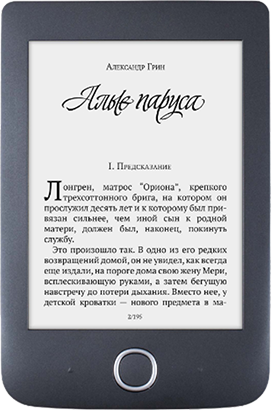 Александр Грин
Алые паруса
I. Предсказание
Лонгрен, матрос "Ориона", крепкого
трехсоттонного брига, на котором он
прослужил десять лет и к которому был при-
вязан сильнее, чем иной сын к родной
матери, должен был, наконец, покинуть
службу.
Это произошло так. В одно из его редких
возвращений домой, он не увидел, как всегда
еще издали, на пороге дома свою жену Мери,
всплескивающую руками, а затем бегущую
навстречу до потери дыхания. Вместо нее, у
детской кроватки — нового предмета в ма-
2/195